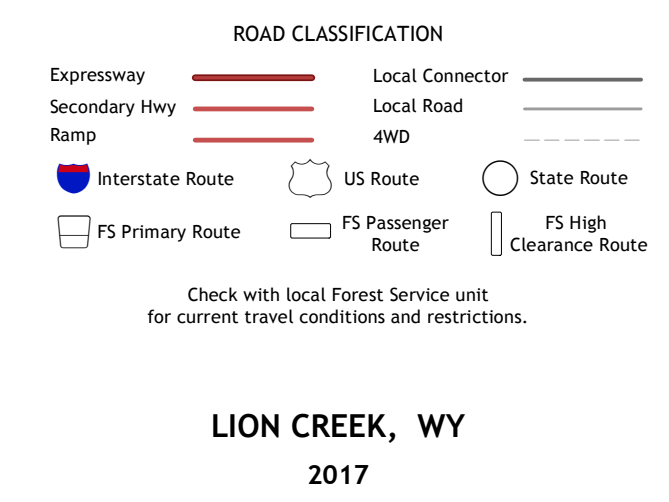 ROAD CLASSIFICATION
Expressway
Local Connector
Secondary Hwy
Local Road
Ramp
4WD
Interstate Route
US Route
State Route
FS Primary Route
FS Passenger
Route
FS High
Clearance Route
Check with local Forest Service unit
for current travel conditions and restrictions.
LION CREEK, WY
2017